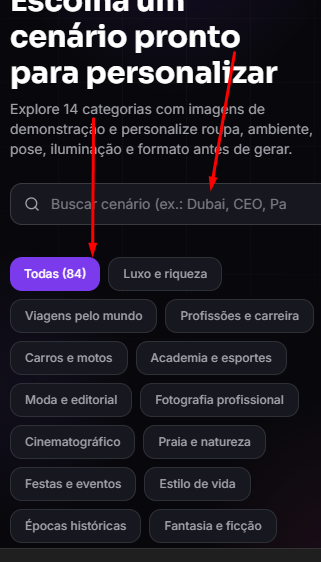 Escolha um
cenário pronto
para personalizar
Explore 14 categorias com imagens de
demonstração e personalize roupa, ambiente,
pose, iluminação e formato antes de gerar.
Buscar cenário (ex.: Dubai, CEO, Pa
Todas (84)
Luxo e riqueza
Viagens pelo mundo
Profissões e carreira
Carros e motos
Academia e esportes
Moda e editorial
Fotografia profissional
Cinematográfico
Praia e natureza
Festas e eventos
Estilo de vida
Épocas históricas
Fantasia e ficção